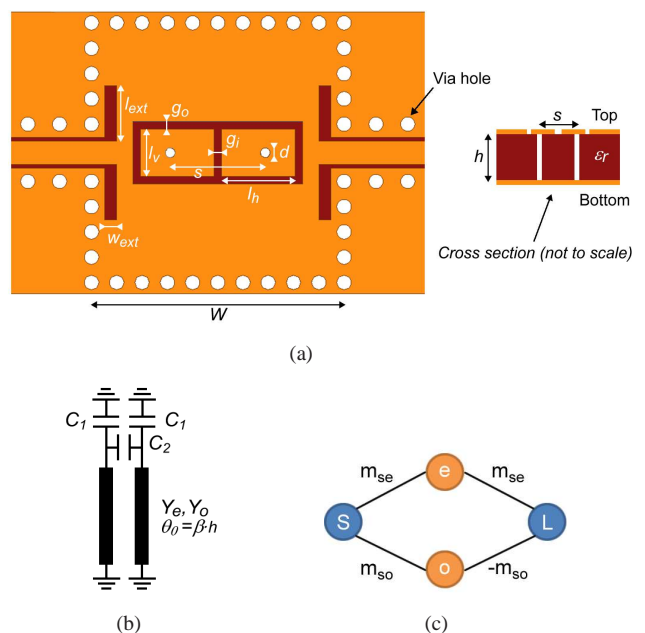 l_ext
g_o
l_v
g_i
d
s
l_h
w_ext
W
Via hole
s
Top
h
ε_r
Bottom
Cross section (not to scale)
(a)
C_1
C_1
C_2
Y_e, Y_o
θ_0=β·h
(b)
m_se
e
m_se
S
L
m_so
o
-m_so
(c)